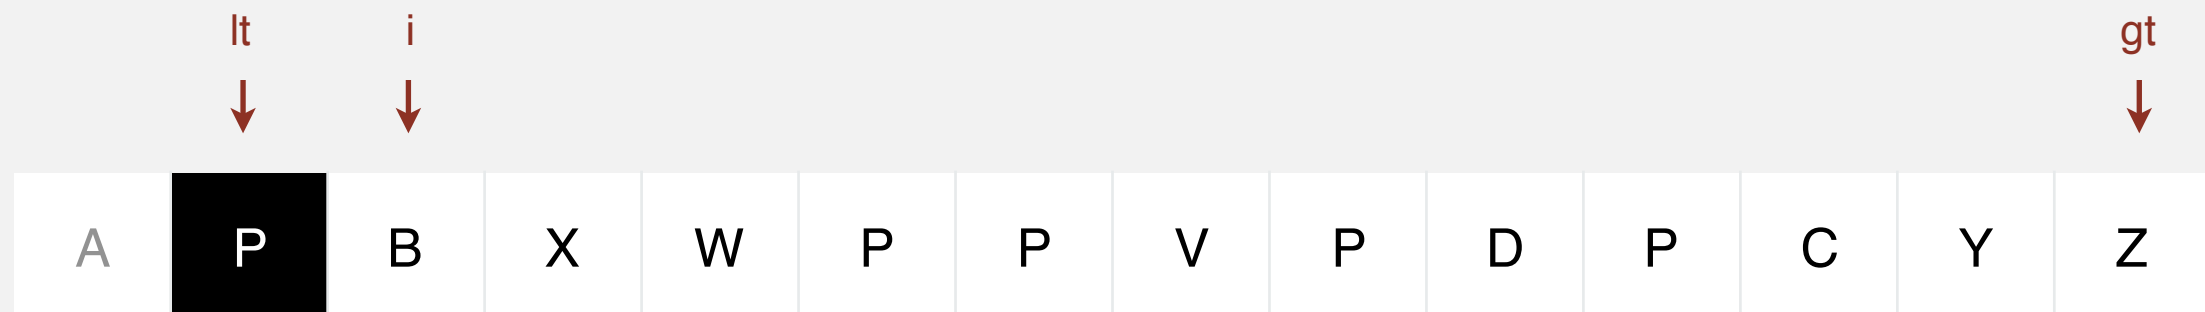 lt i gt
A P B X W P P V P D P C Y Z